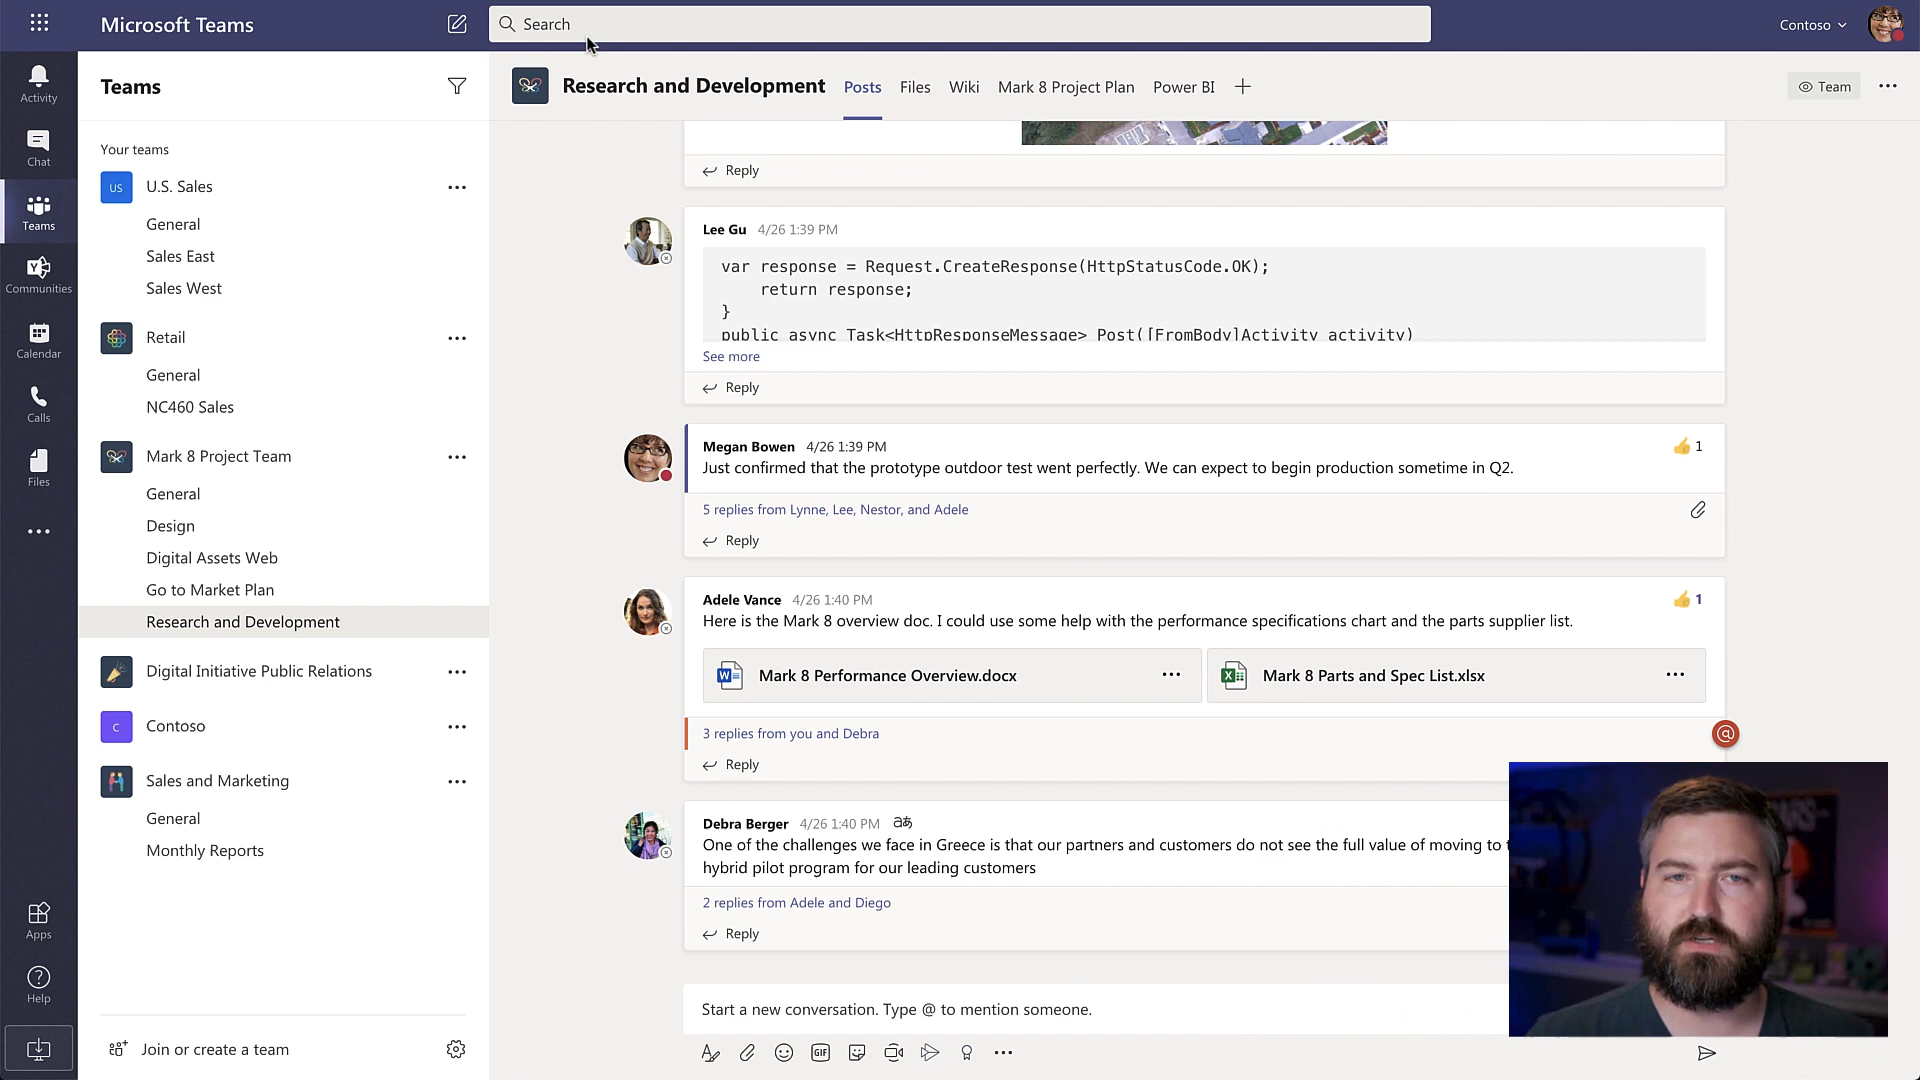 Microsoft Teams
Search
Contoso
Activity
Chat
Teams
Communities
Calendar
Calls
Files
Apps
Help
Teams
Your teams
US
U.S. Sales
General
Sales East
Sales West
Retail
General
NC460 Sales
Mark 8 Project Team
General
Design
Digital Assets Web
Go to Market Plan
Research and Development
Digital Initiative Public Relations
C
Contoso
Sales and Marketing
General
Monthly Reports
Join or create a team
Research and Development
Posts
Files
Wiki
Mark 8 Project Plan
Power BI
Team
Reply
Lee Gu 4/26 1:39 PM
var response = Request.CreateResponse(HttpStatusCode.OK);
return response;
}
public async Task<HttpResponseMessage> Post([FromBody]Activity activity)
See more
Reply
Megan Bowen 4/26 1:39 PM
1
Just confirmed that the prototype outdoor test went perfectly. We can expect to begin production sometime in Q2.
5 replies from Lynne, Lee, Nestor, and Adele
Reply
Adele Vance 4/26 1:40 PM
1
Here is the Mark 8 overview doc. I could use some help with the performance specifications chart and the parts supplier list.
Mark 8 Performance Overview.docx
Mark 8 Parts and Spec List.xlsx
3 replies from you and Debra
@
Reply
Debra Berger 4/26 1:40 PM
One of the challenges we face in Greece is that our partners and customers do not see the full value of moving to
hybrid pilot program for our leading customers
2 replies from Adele and Diego
Reply
Start a new conversation. Type @ to mention someone.
GIF